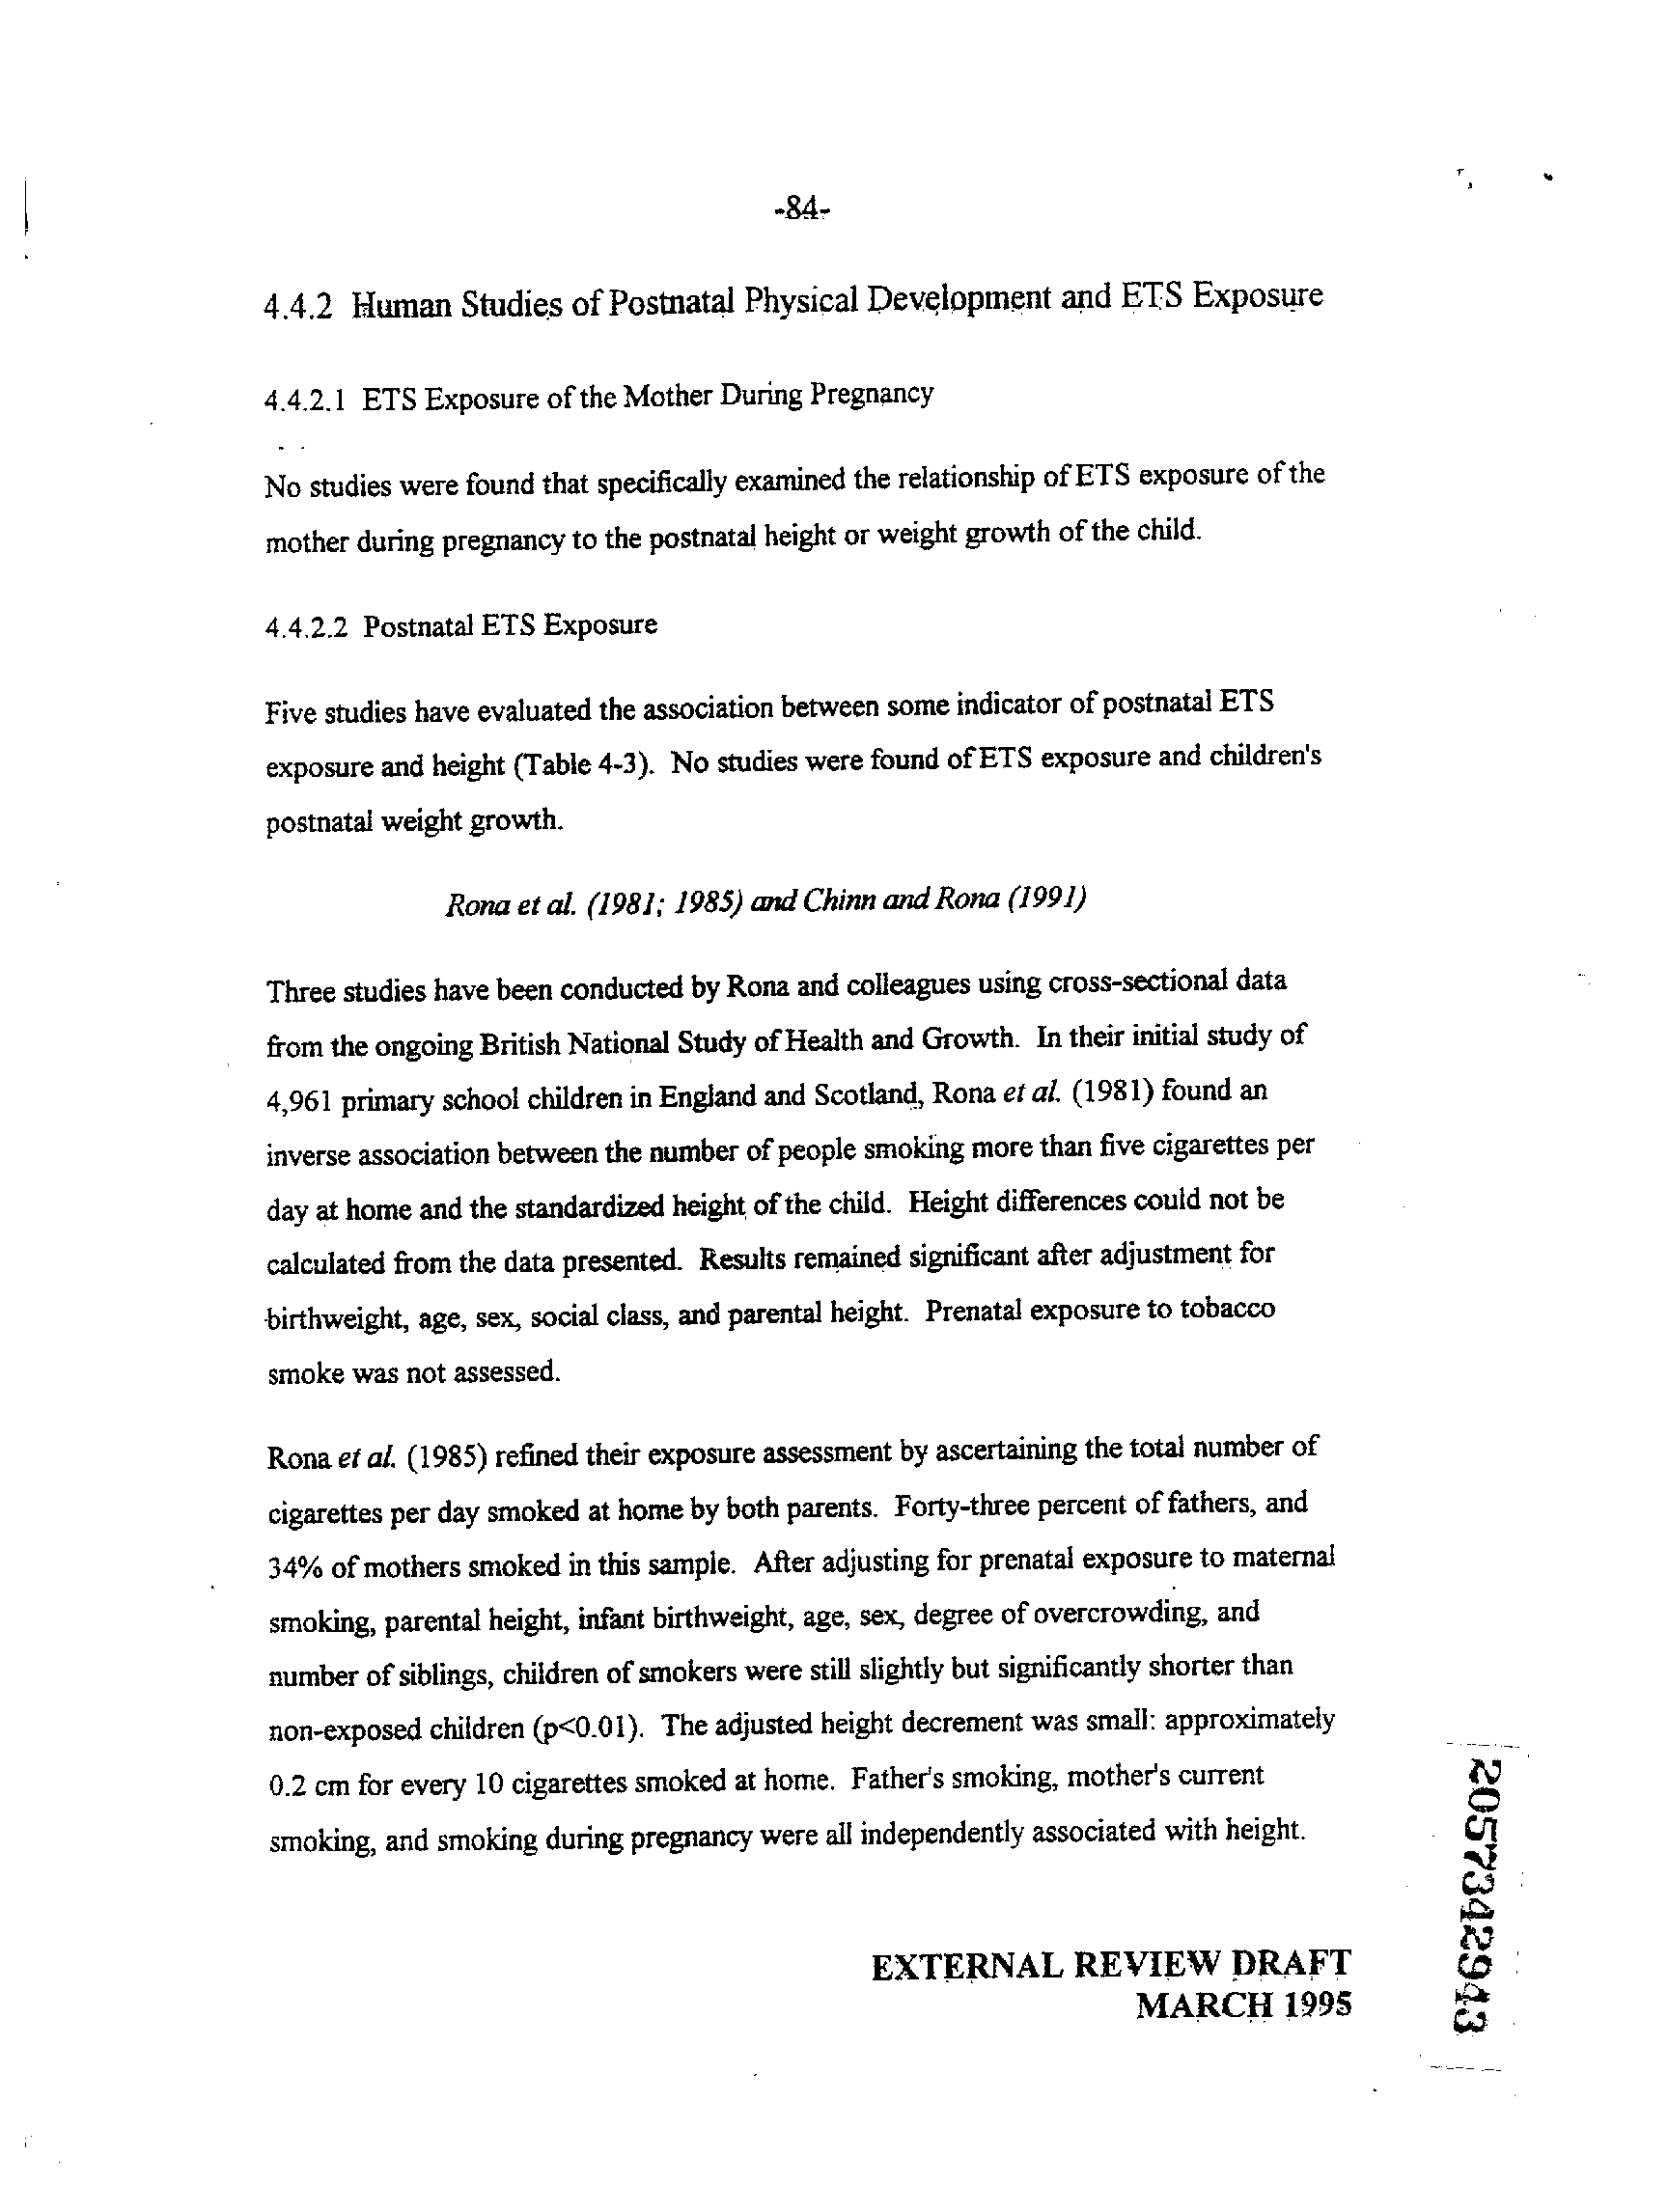 -84-
4.4.2 Human Studies of Postnatal Physical Development and ETS Exposure
4.4.2.1 ETS Exposure of the Mother During Pregnancy
No studies were found that specifically examined the relationship of ETS exposure of the
mother during pregnancy to the postnatal height or weight growth of the child.
4.4.2.2 Postnatal ETS Exposure
Five studies have evaluated the association between some indicator of postnatal ETS
exposure and height (Table 4-3). No studies were found of ETS exposure and children's
postnatal weight growth.
Rona et al. (1981; 1985) and Chinn and Rona (1991)
Three studies have been conducted by Rona and colleagues using cross-sectional data
from the ongoing British National Study of Health and Growth. In their initial study of
4,961 primary school children in England and Scotland, Rona et al. (1981) found an
inverse association between the number of people smoking more than five cigarettes per
day at home and the standardized height of the child. Height differences could not be
calculated from the data presented. Results remained significant after adjustment for
birthweight, age, sex, social class, and parental height. Prenatal exposure to tobacco
smoke was not assessed.
Rona et al. (1985) refined their exposure assessment by ascertaining the total number of
cigarettes per day smoked at home by both parents. Forty-three percent of fathers, and
34% of mothers smoked in this sample. After adjusting for prenatal exposure to maternal
smoking, parental height, infant birthweight, age, sex, degree of overcrowding, and
number of siblings, children of smokers were still slightly but significantly shorter than
non-exposed children (p<0.01). The adjusted height decrement was small: approximately
0.2 cm for every 10 cigarettes smoked at home. Father's smoking, mother's current
smoking, and smoking during pregnancy were all independently associated with height.
EXTERNAL REVIEW DRAFT
MARCH 1995
2057342943